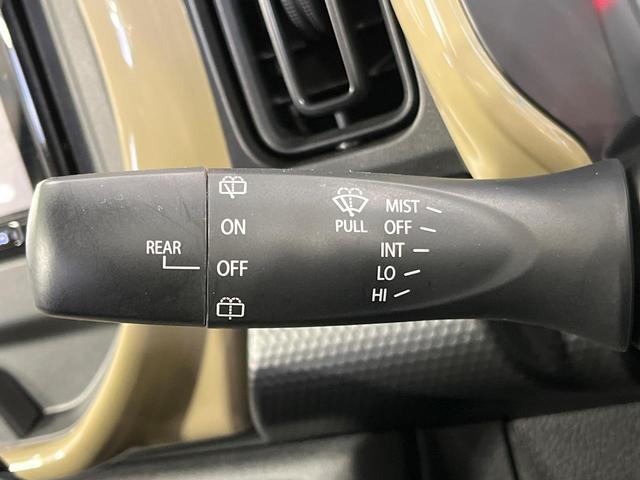 REAR
ON
OFF
PULL
MIST
OFF
INT
LO
HI